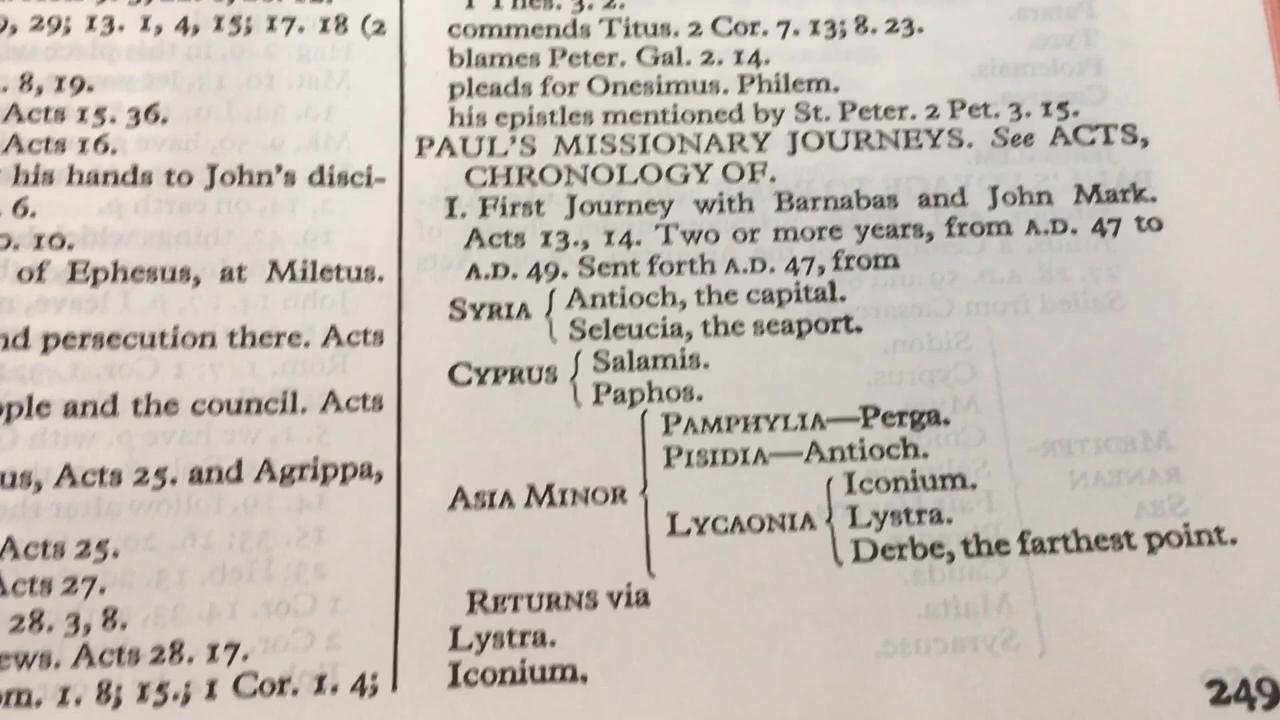 9, 29; 13. 1, 4, 15; 17. 18 (2
. 8, 19.
Acts 15. 36.
Acts 16.
his hands to John's disci-
. 6.
10.
of Ephesus, at Miletus.
nd persecution there. Acts
ople and the council. Acts
us, Acts 25. and Agrippa,
Acts 25.
Acts 27.
28. 3, 8.
ews. Acts 28. 17.
om. 1. 8; 15.; 1 Cor. 1. 4;
1 Thes. 3. 2.
commends Titus. 2 Cor. 7. 13; 8. 23.
blames Peter. Gal. 2. 14.
pleads for Onesimus. Philem.
his epistles mentioned by St. Peter. 2 Pet. 3. 15.
PAUL'S MISSIONARY JOURNEYS. See ACTS,
CHRONOLOGY OF.
I. First Journey with Barnabas and John Mark.
Acts 13., 14. Two or more years, from A.D. 47 to
A.D. 49. Sent forth A.D. 47, from
SYRIA { Antioch, the capital.
Seleucia, the seaport.
CYPRUS { Salamis.
Paphos.
ASIA MINOR { PAMPHYLIA—Perga.
PISIDIA—Antioch.
LYCAONIA { Iconium.
Lystra.
Derbe, the farthest point.
RETURNS via
Lystra.
Iconium,
249